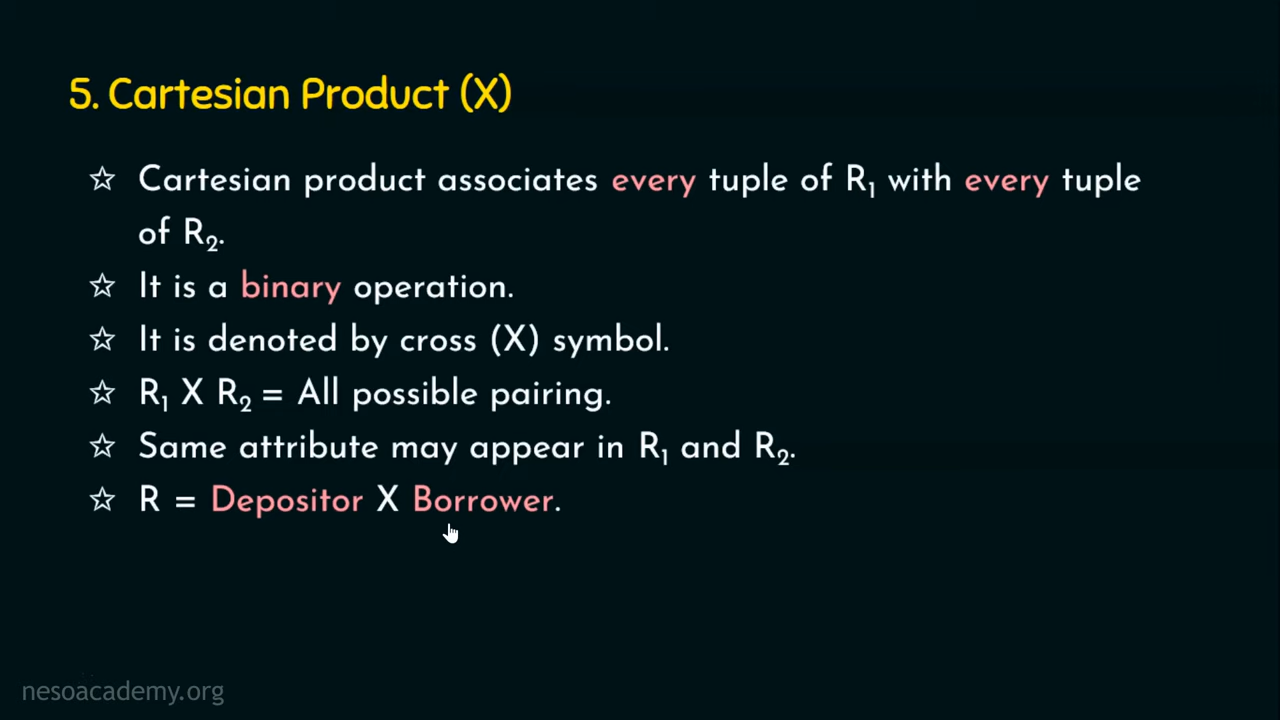 5. Cartesian Product (X)
☆ Cartesian product associates every tuple of R₁ with every tuple
of R₂.
☆ It is a binary operation.
☆ It is denoted by cross (X) symbol.
☆ R₁ X R₂ = All possible pairing.
☆ Same attribute may appear in R₁ and R₂.
☆ R = Depositor X Borrower.
nesoacademy.org